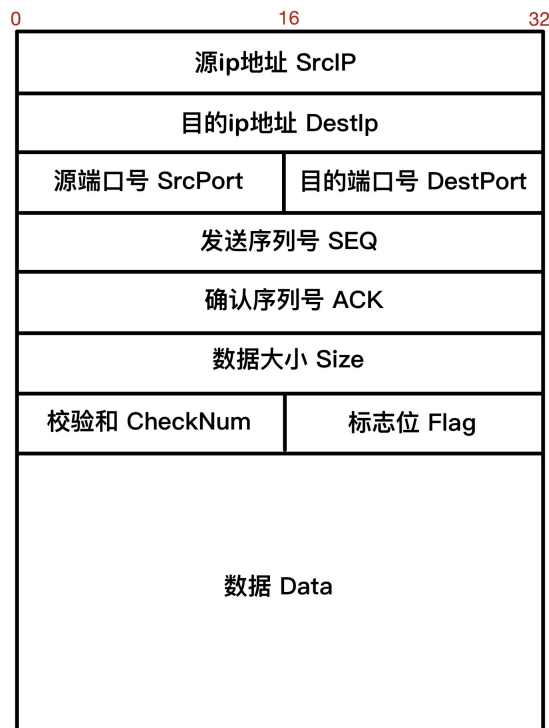 0 16 32
源ip地址 SrcIP
目的ip地址 DestIp
源端口号 SrcPort 目的端口号 DestPort
发送序列号 SEQ
确认序列号 ACK
数据大小 Size
校验和 CheckNum 标志位 Flag
数据 Data